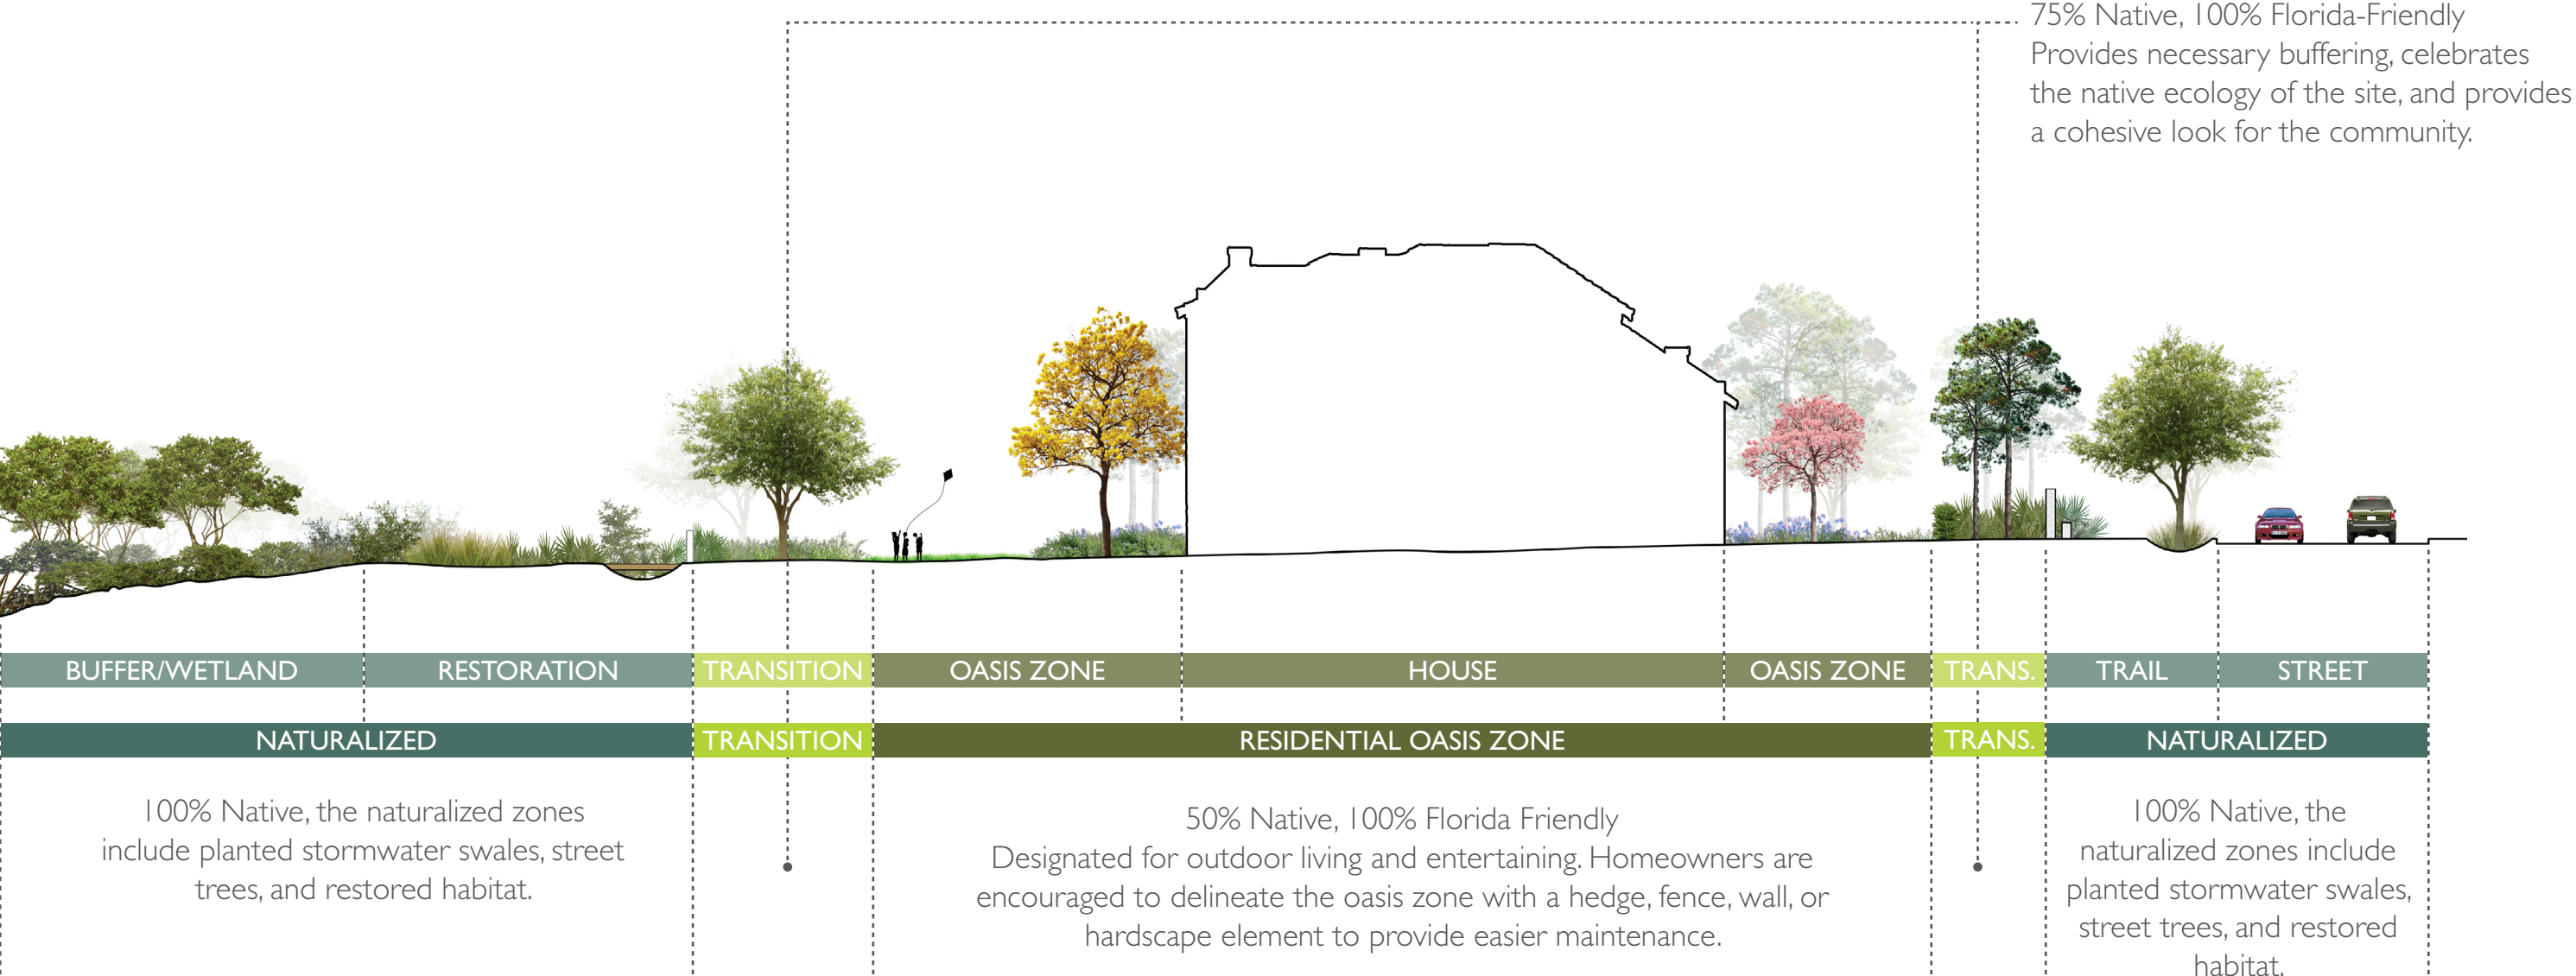 75% Native, 100% Florida-Friendly
Provides necessary buffering, celebrates
the native ecology of the site, and provides
a cohesive look for the community.
BUFFER/WETLAND
RESTORATION
TRANSITION
OASIS ZONE
HOUSE
OASIS ZONE
TRANS.
TRAIL
STREET
NATURALIZED
TRANSITION
RESIDENTIAL OASIS ZONE
TRANS.
NATURALIZED
100% Native, the naturalized zones
include planted stormwater swales, street
trees, and restored habitat.
50% Native, 100% Florida Friendly
Designated for outdoor living and entertaining. Homeowners are
encouraged to delineate the oasis zone with a hedge, fence, wall, or
hardscape element to provide easier maintenance.
100% Native, the
naturalized zones include
planted stormwater swales,
street trees, and restored
habitat.